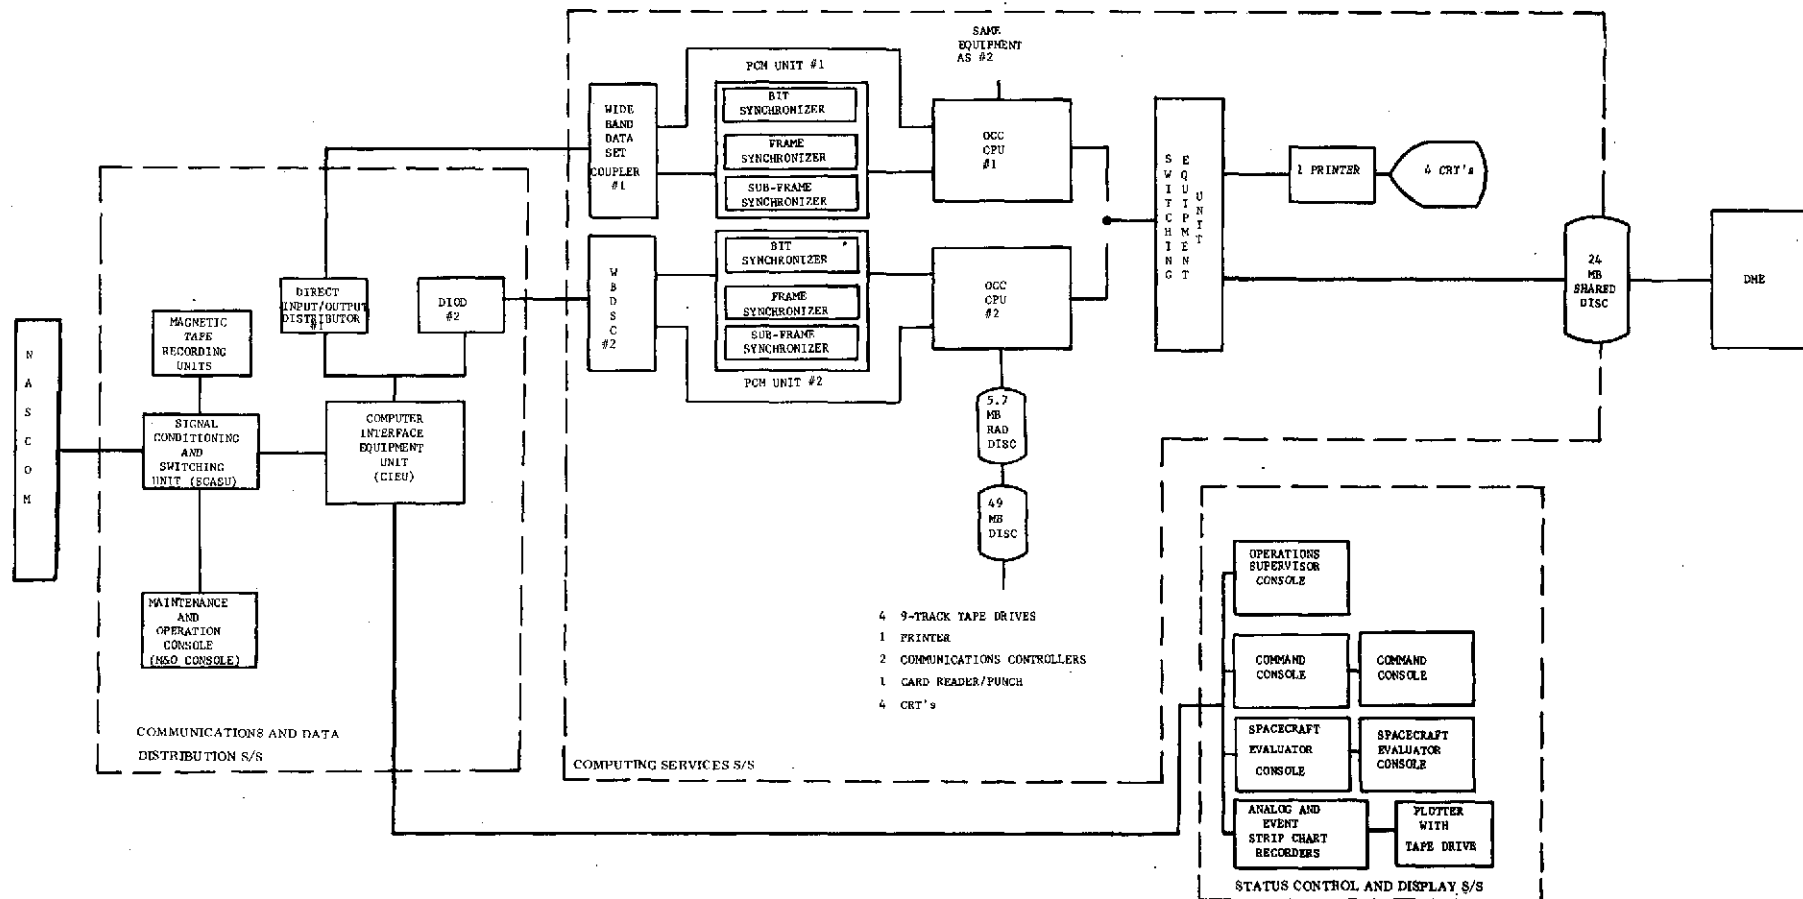 NASCOM
MAGNETIC
TAPE
RECORDING
UNITS
SIGNAL
CONDITIONING
AND
SWITCHING
UNIT (SCASU)
MAINTENANCE
AND
OPERATION
CONSOLE
(M&O CONSOLE)
DIRECT
INPUT/OUTPUT
DISTRIBUTOR
#1
DIOD
#2
COMPUTER
INTERFACE
EQUIPMENT
UNIT
(CIEU)
COMMUNICATIONS AND DATA
DISTRIBUTION S/S
WIDE
BAND
DATA
SET
COUPLER
#1
WBDSC
#2
PCM UNIT #1
BIT
SYNCHRONIZER
FRAME
SYNCHRONIZER
SUB-FRAME
SYNCHRONIZER
BIT
SYNCHRONIZER
FRAME
SYNCHRONIZER
SUB-FRAME
SYNCHRONIZER
PCM UNIT #2
SAME
EQUIPMENT
AS #2
OCC
CPU
#1
OCC
CPU
#2
5.7
MB
RAD
DISC
49
MB
DISC
4 9-TRACK TAPE DRIVES
1 PRINTER
2 COMMUNICATIONS CONTROLLERS
1 CARD READER/PUNCH
4 CRT's
COMPUTING SERVICES S/S
SWITCHING
EQUIPMENT
UNIT
1 PRINTER
4 CRT's
24
MB
SHARED
DISC
DME
OPERATIONS
SUPERVISOR
CONSOLE
COMMAND
CONSOLE
COMMAND
CONSOLE
SPACECRAFT
EVALUATOR
CONSOLE
SPACECRAFT
EVALUATOR
CONSOLE
ANALOG AND
EVENT
STRIP CHART
RECORDERS
PLOTTER
WITH
TAPE DRIVE
STATUS CONTROL AND DISPLAY S/S